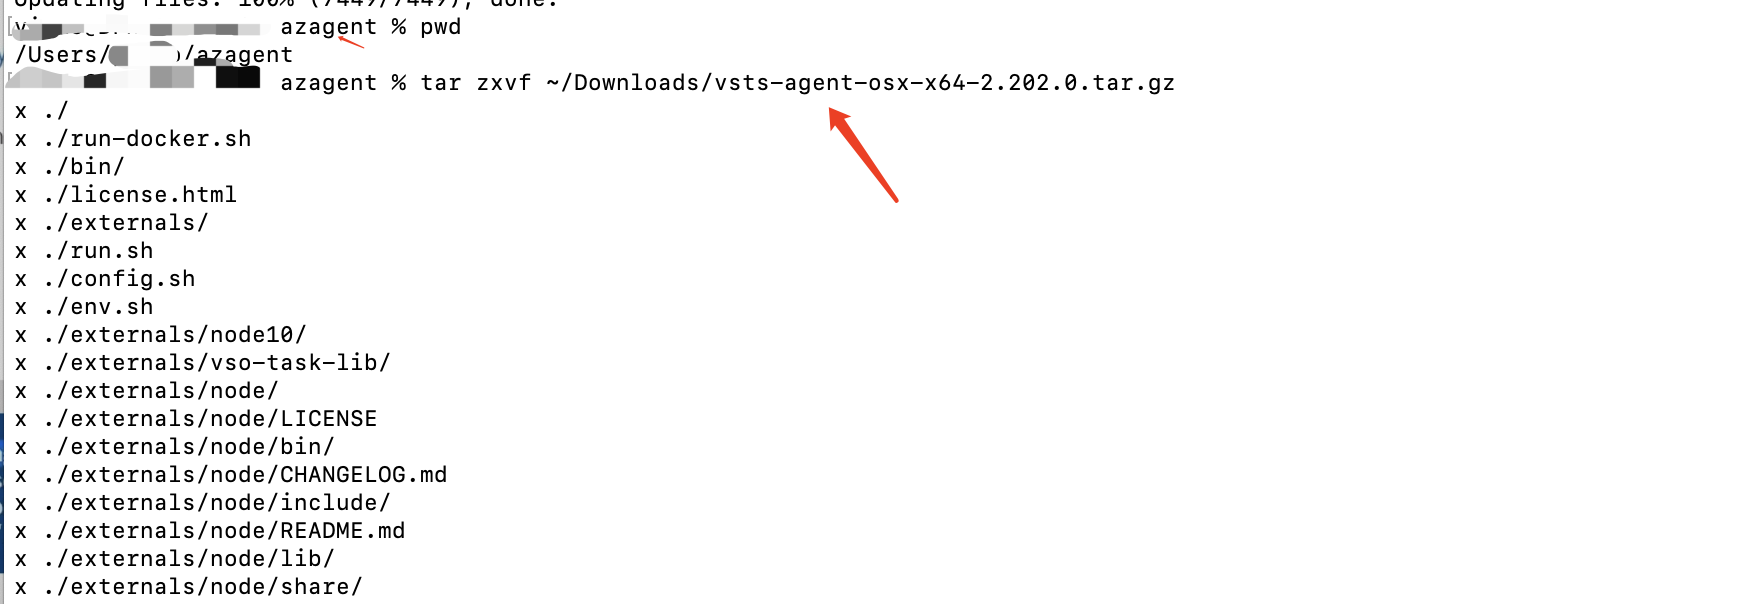 Updating files: 100% (7449/7449), done.
azagent % pwd
/Users/ /azagent
azagent % tar zxvf ~/Downloads/vsts-agent-osx-x64-2.202.0.tar.gz
x ./
x ./run-docker.sh
x ./bin/
x ./license.html
x ./externals/
x ./run.sh
x ./config.sh
x ./env.sh
x ./externals/node10/
x ./externals/vso-task-lib/
x ./externals/node/
x ./externals/node/LICENSE
x ./externals/node/bin/
x ./externals/node/CHANGELOG.md
x ./externals/node/include/
x ./externals/node/README.md
x ./externals/node/lib/
x ./externals/node/share/